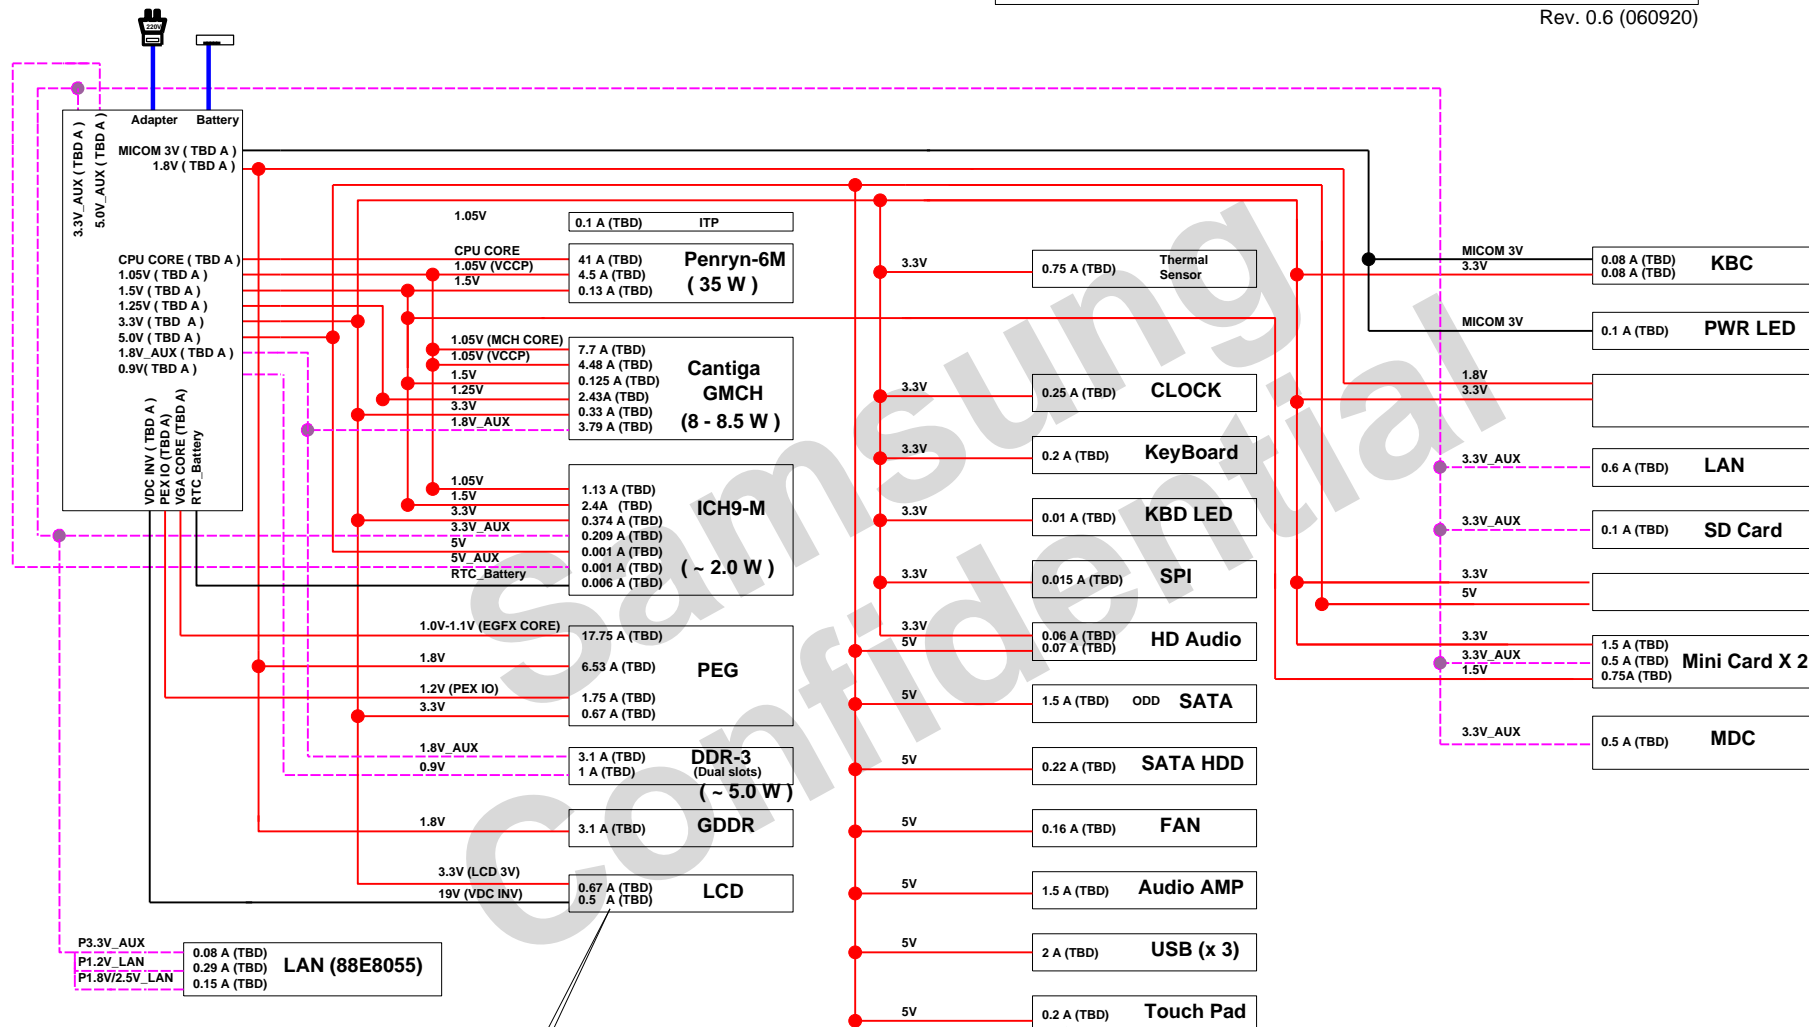 Rev. 0.6 (060920)
220V
Adapter
Battery
3.3V_AUX (TBD A )
5.0V_AUX ( TBD A )
MICOM 3V ( TBD A )
1.8V ( TBD A )
CPU CORE ( TBD A )
1.05V ( TBD A )
1.5V ( TBD A )
1.25V ( TBD A )
3.3V ( TBD A )
5.0V ( TBD A )
1.8V_AUX ( TBD A )
0.9V( TBD A )
VDC INV ( TBD A )
PEX IO (TBD A)
VGA CORE (TBD A)
RTC_Battery
1.05V
0.1 A (TBD)
ITP
CPU CORE
1.05V (VCCP)
1.5V
41 A (TBD)
4.5 A (TBD)
0.13 A (TBD)
Penryn-6M
( 35 W )
1.05V (MCH CORE)
1.05V (VCCP)
1.5V
1.25V
3.3V
1.8V_AUX
7.7 A (TBD)
4.48 A (TBD)
0.125 A (TBD)
2.43A (TBD)
0.33 A (TBD)
3.79 A (TBD)
Cantiga
GMCH
(8 - 8.5 W )
1.05V
1.5V
3.3V
3.3V_AUX
5V
5V_AUX
RTC_Battery
1.13 A (TBD)
2.4A (TBD)
0.374 A (TBD)
0.209 A (TBD)
0.001 A (TBD)
0.001 A (TBD)
0.006 A (TBD)
ICH9-M
( ~ 2.0 W )
1.0V-1.1V (EGFX CORE)
1.8V
1.2V (PEX IO)
3.3V
17.75 A (TBD)
6.53 A (TBD)
1.75 A (TBD)
0.67 A (TBD)
PEG
1.8V_AUX
0.9V
3.1 A (TBD)
1 A (TBD)
DDR-3
(Dual slots)
( ~ 5.0 W )
1.8V
3.1 A (TBD)
GDDR
3.3V (LCD 3V)
19V (VDC INV)
0.67 A (TBD)
0.5 A (TBD)
LCD
P3.3V_AUX
P1.2V_LAN
P1.8V/2.5V_LAN
0.08 A (TBD)
0.29 A (TBD)
0.15 A (TBD)
LAN (88E8055)
3.3V
0.75 A (TBD)
Thermal
Sensor
3.3V
0.25 A (TBD)
CLOCK
3.3V
0.2 A (TBD)
KeyBoard
3.3V
0.01 A (TBD)
KBD LED
3.3V
0.015 A (TBD)
SPI
3.3V
5V
0.06 A (TBD)
0.07 A (TBD)
HD Audio
5V
1.5 A (TBD)
ODD SATA
5V
0.22 A (TBD)
SATA HDD
5V
0.16 A (TBD)
FAN
5V
1.5 A (TBD)
Audio AMP
5V
2 A (TBD)
USB (x 3)
5V
0.2 A (TBD)
Touch Pad
MICOM 3V
3.3V
0.08 A (TBD)
0.08 A (TBD)
KBC
MICOM 3V
0.1 A (TBD)
PWR LED
1.8V
3.3V
3.3V_AUX
0.6 A (TBD)
LAN
3.3V_AUX
0.1 A (TBD)
SD Card
3.3V
5V
3.3V
3.3V_AUX
1.5V
1.5 A (TBD)
0.5 A (TBD)
0.75A (TBD)
Mini Card X 2
3.3V_AUX
0.5 A (TBD)
MDC
Samsung
Confidential